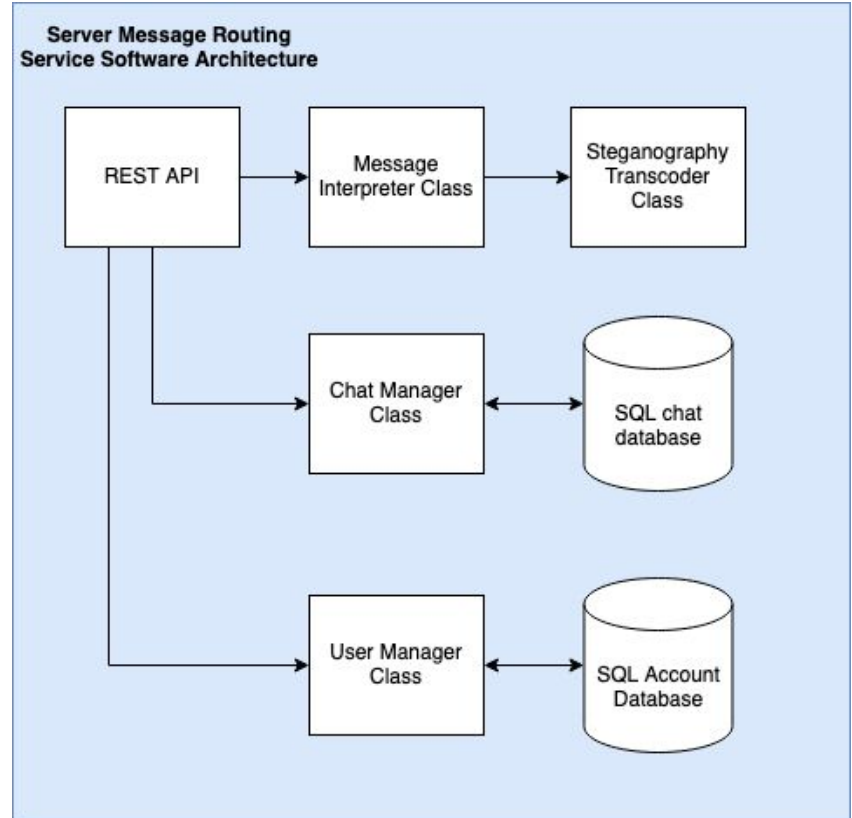 Server Message Routing
Service Software Architecture
REST API
Message
Interpreter Class
Steganography
Transcoder
Class
Chat Manager
Class
SQL chat
database
User Manager
Class
SQL Account
Database